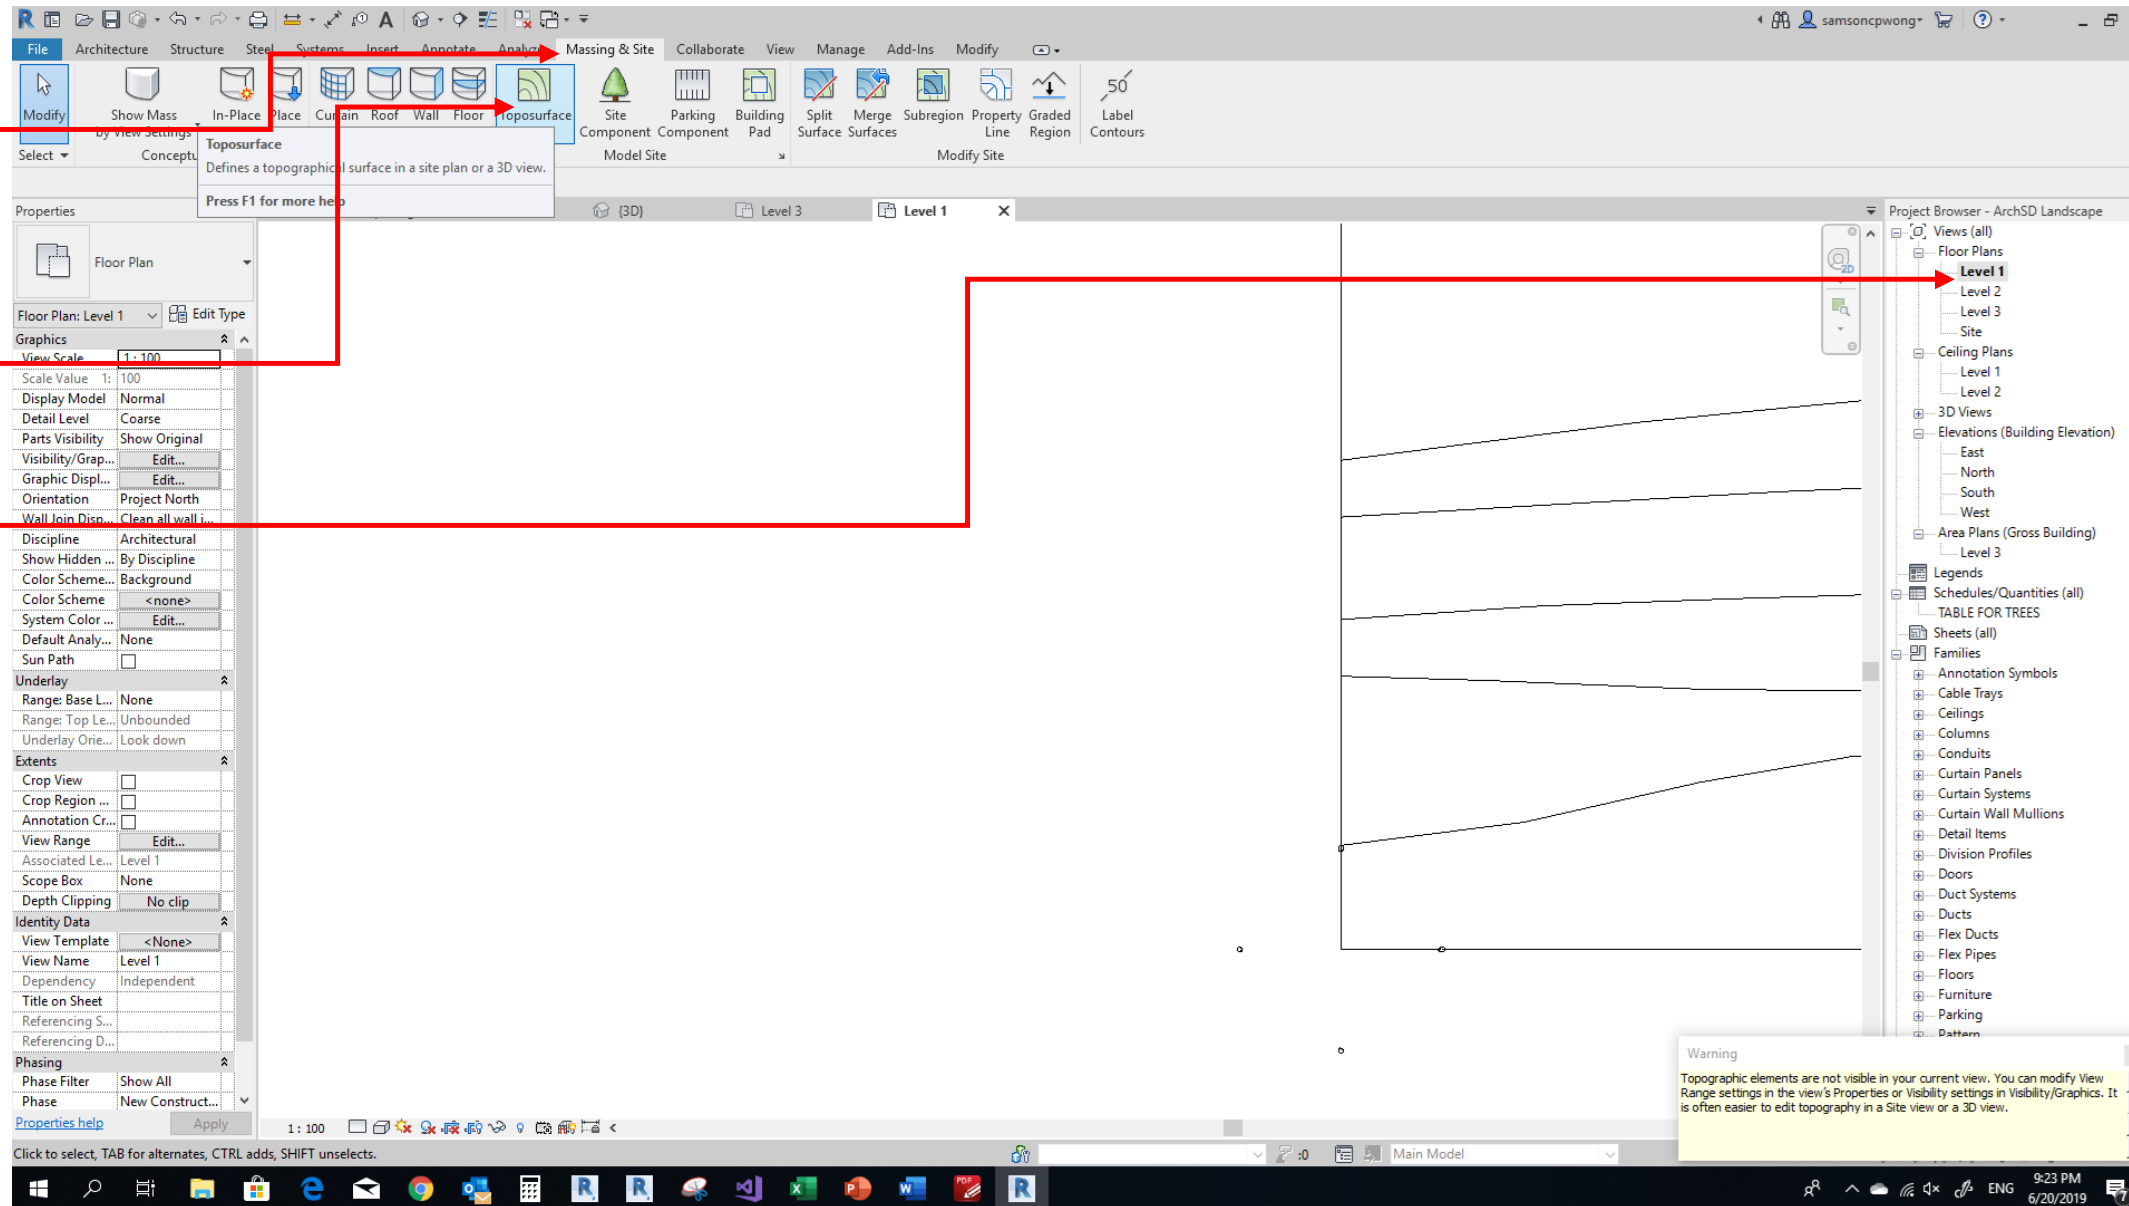 samsoncpwong
File Architecture Structure Steel Systems Insert Annotate Analyze Massing & Site Collaborate View Manage Add-Ins Modify
Modify
Show Mass
by View Settings
In-Place
Place
Curtain
Roof
Wall
Floor
Toposurface
Site
Component
Parking
Component
Building
Pad
Split
Surface
Merge
Surfaces
Subregion
Property
Line
Graded
Region
50
Label
Contours
Select
Model Site
Modify Site
Toposurface
Defines a topographical surface in a site plan or a 3D view.
Press F1 for more help
{3D}
Level 3
Level 1
Properties
Floor Plan
Floor Plan: Level 1 Edit Type
Graphics
View Scale 1 : 100
Scale Value 1: 100
Display Model Normal
Detail Level Coarse
Parts Visibility Show Original
Visibility/Grap... Edit...
Graphic Displ... Edit...
Orientation Project North
Wall Join Disp... Clean all wall j...
Discipline Architectural
Show Hidden ... By Discipline
Color Scheme... Background
Color Scheme <none>
System Color ... Edit...
Default Analy... None
Sun Path
Underlay
Range: Base L... None
Range: Top Le... Unbounded
Underlay Orie... Look down
Extents
Crop View
Crop Region ...
Annotation Cr...
View Range Edit...
Associated Le... Level 1
Scope Box None
Depth Clipping No clip
Identity Data
View Template <None>
View Name Level 1
Dependency Independent
Title on Sheet
Referencing S...
Referencing D...
Phasing
Phase Filter Show All
Phase New Construct...
Properties help Apply
2D
Project Browser - ArchSD Landscape
Views (all)
Floor Plans
Level 1
Level 2
Level 3
Site
Ceiling Plans
Level 1
Level 2
3D Views
Elevations (Building Elevation)
East
North
South
West
Area Plans (Gross Building)
Level 3
Legends
Schedules/Quantities (all)
TABLE FOR TREES
Sheets (all)
Families
Annotation Symbols
Cable Trays
Ceilings
Columns
Conduits
Curtain Panels
Curtain Systems
Curtain Wall Mullions
Detail Items
Division Profiles
Doors
Duct Systems
Ducts
Flex Ducts
Flex Pipes
Floors
Furniture
Parking
Pattern
Warning
Topographic elements are not visible in your current view. You can modify View
Range settings in the view's Properties or Visibility settings in Visibility/Graphics. It
is often easier to edit topography in a Site view or a 3D view.
1 : 100
Click to select, TAB for alternates, CTRL adds, SHIFT unselects.
:0
Main Model
ENG
9:23 PM
6/20/2019